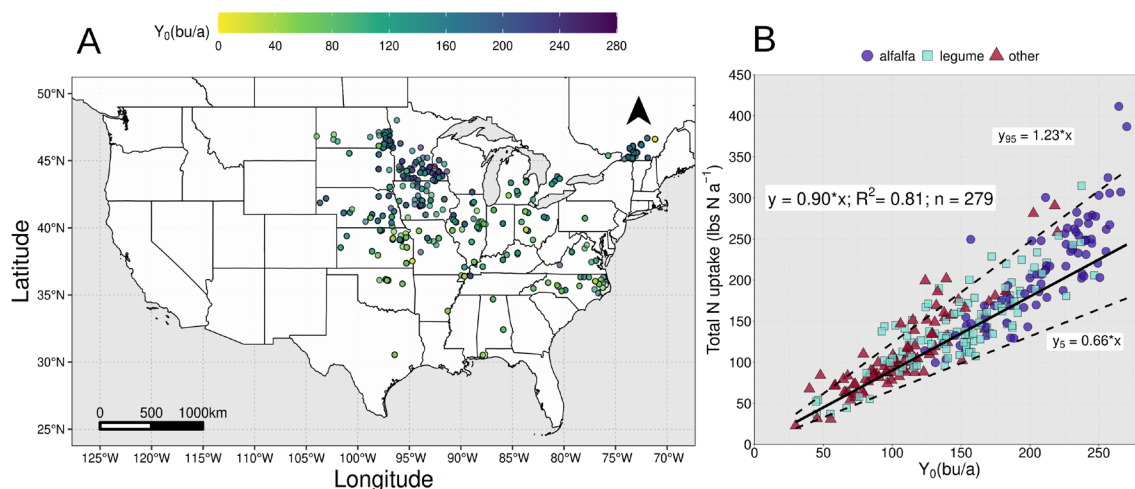 A
Y₀(bu/a)
0 40 80 120 160 200 240 280
50°N
45°N
40°N
35°N
30°N
25°N
Latitude
0 500 1000km
125°W 120°W 115°W 110°W 105°W 100°W 95°W 90°W 85°W 80°W 75°W 70°W
Longitude
B
alfalfa legume other
450
400
350
300
250
200
150
100
50
0
Total N uptake (lbs N a⁻¹)
y₉₅ = 1.23*x
y = 0.90*x; R²= 0.81; n = 279
y₅ = 0.66*x
0 50 100 150 200 250
Y₀(bu/a)